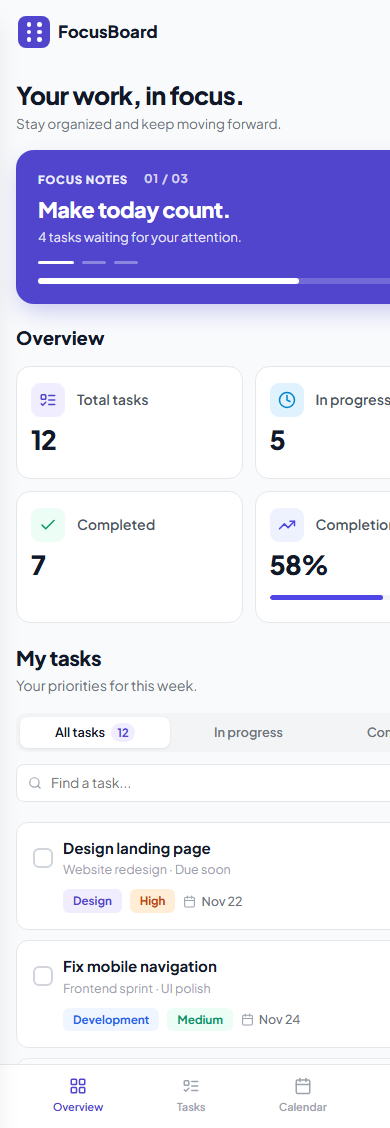 FocusBoard
Your work, in focus.
Stay organized and keep moving forward.
FOCUS NOTES 01 / 03
Make today count.
4 tasks waiting for your attention.
Overview
Total tasks
12
In progress
5
Completed
7
Completio
58%
My tasks
Your priorities for this week.
All tasks 12 In progress Com
Find a task...
Design landing page
Website redesign · Due soon
Design High Nov 22
Fix mobile navigation
Frontend sprint · UI polish
Development Medium Nov 24
Overview Tasks Calendar